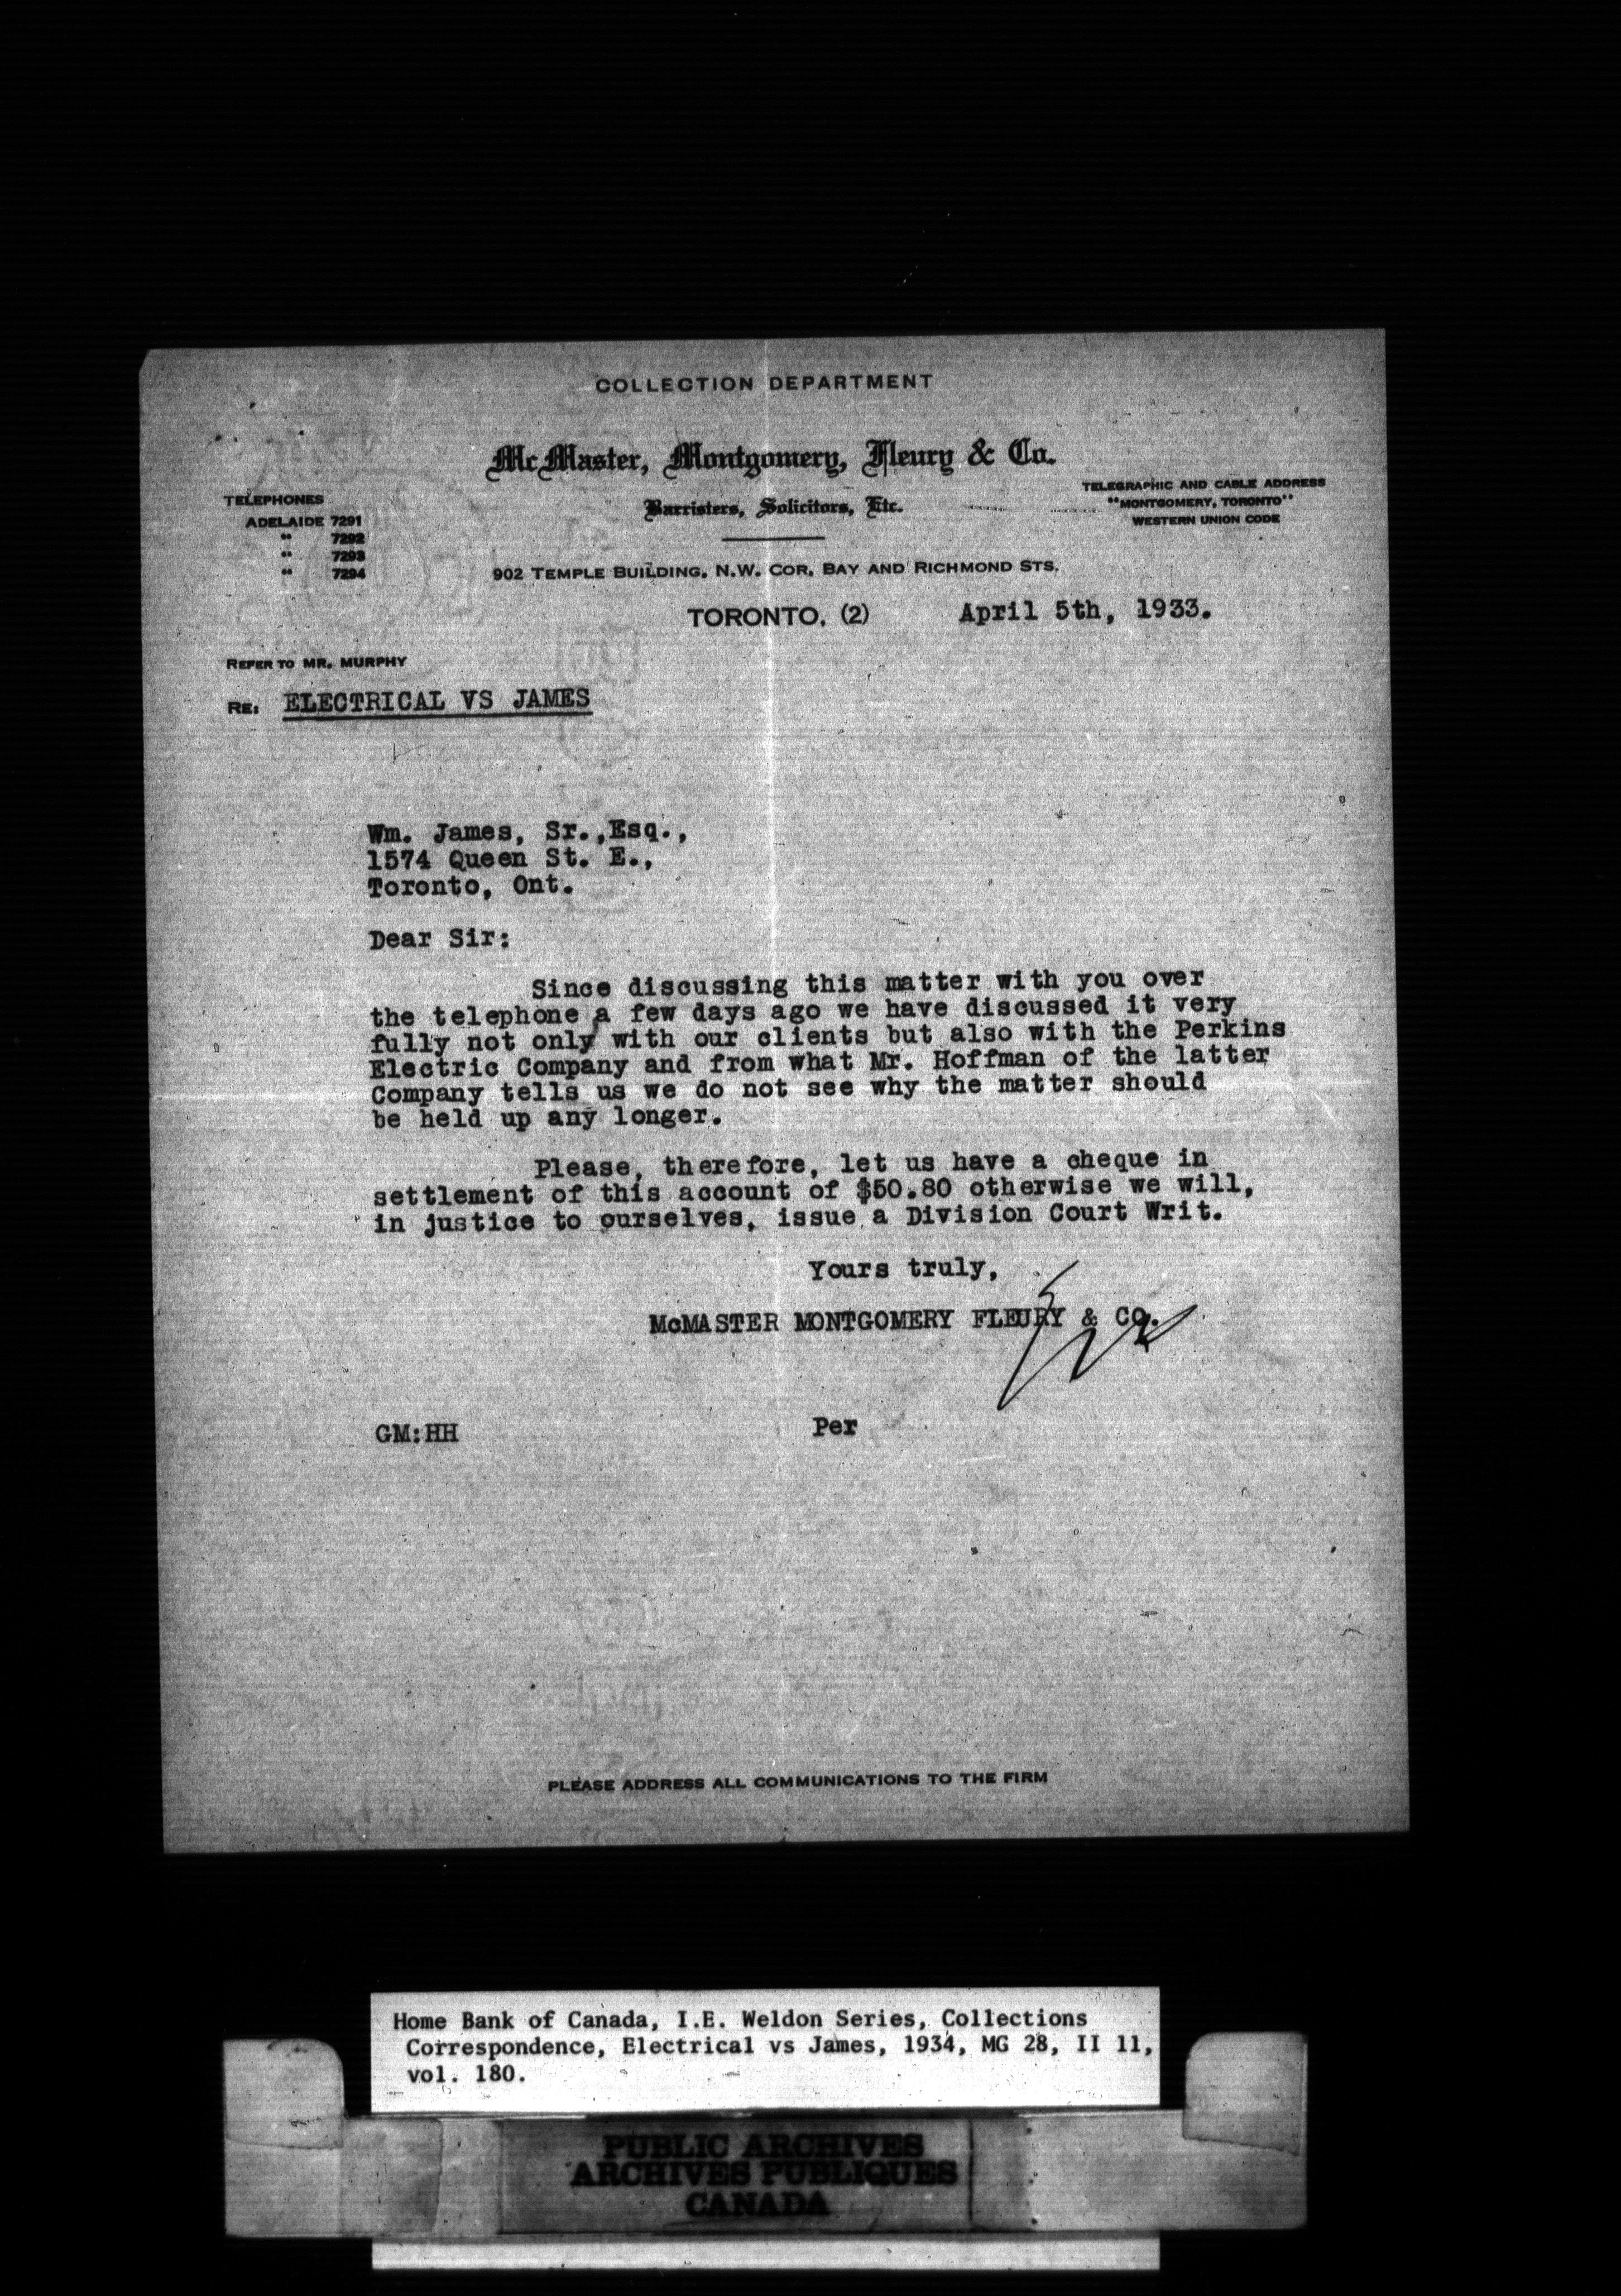 COLLECTION DEPARTMENT
McMaster, Montgomery, Fleury & Co.
Barristers, Solicitors, Etc.
TELEPHONES
ADELAIDE 7291
" 7292
" 7293
" 7294
TELEGRAPHIC AND CABLE ADDRESS
"MONTGOMERY, TORONTO"
WESTERN UNION CODE
902 TEMPLE BUILDING, N.W. COR. BAY AND RICHMOND STS.
TORONTO, (2) April 5th, 1933.
REFER TO MR. MURPHY
RE: ELECTRICAL VS JAMES
Wm. James, Sr.,Esq.,
1574 Queen St. E.,
Toronto, Ont.
Dear Sir:
Since discussing this matter with you over
the telephone a few days ago we have discussed it very
fully not only with our clients but also with the Perkins
Electric Company and from what Mr. Hoffman of the latter
Company tells us we do not see why the matter should
be held up any longer.
Please, therefore, let us have a cheque in
settlement of this account of $50.80 otherwise we will,
in justice to ourselves, issue a Division Court Writ.
Yours truly,
McMASTER MONTGOMERY FLEURY & CO.
GM:HH Per
PLEASE ADDRESS ALL COMMUNICATIONS TO THE FIRM
Home Bank of Canada, I.E. Weldon Series, Collections
Correspondence, Electrical vs James, 1934, MG 28, II 11,
vol. 180.
PUBLIC ARCHIVES
ARCHIVES PUBLIQUES
CANADA